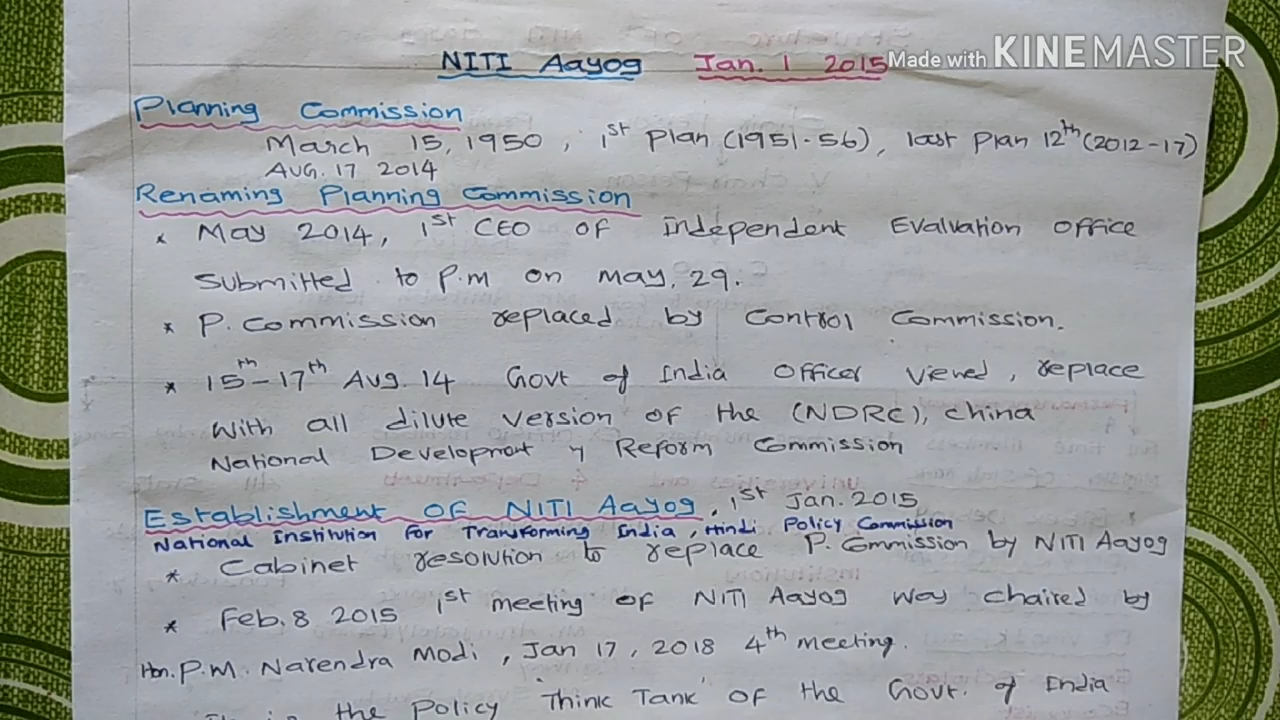 NITI Aayog Jan. 1 2015
Made with KINEMASTER
Planning Commission
March 15, 1950, 1st Plan (1951-56), last Plan 12th (2012-17)
AUG. 17 2014
Renaming Planning Commission
* May 2014, 1st CEO OF Independent Evaluation office
Submitted to P.m on may, 29.
* P. Commission replaced by Control Commission.
* 15th-17th Aug. 14 Govt of India Officer viewed, replace
with all dilute version of the (NDRC), china
National Development & Reform Commission
Establishment OF NITI Aayog, 1st Jan. 2015
National Institution For Transforming India, Hindi Policy Commission
* Cabinet resolution to replace P. Commission by NITI Aayog
* Feb. 8 2015 1st meeting of NITI Aayog way chaired by
Hon. P.M. Narendra Modi, Jan 17, 2018 4th meeting.
the Policy 'Think Tank' OF the Govt. of India